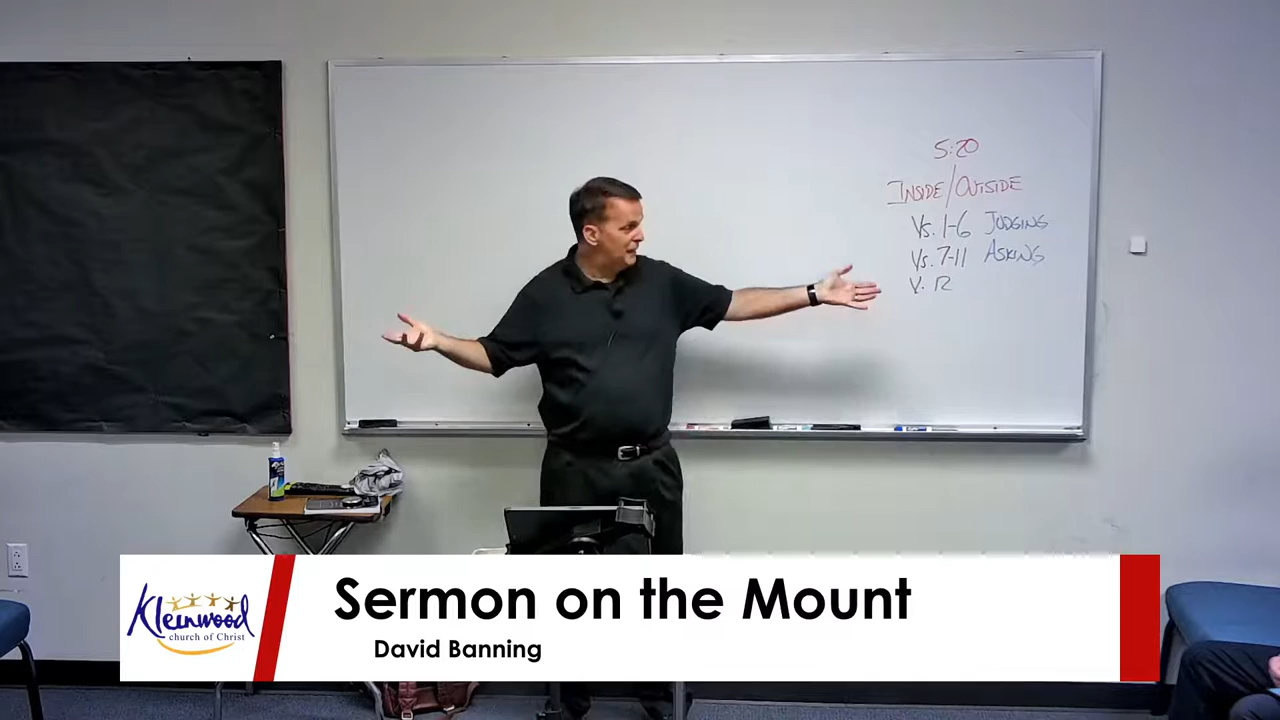 5:20
INSIDE/OUTSIDE
Vs. 1-6 JUDGING
Vs. 7-11 ASKING
V. 12
Sermon on the Mount
David Banning
Kleinwood
church of Christ